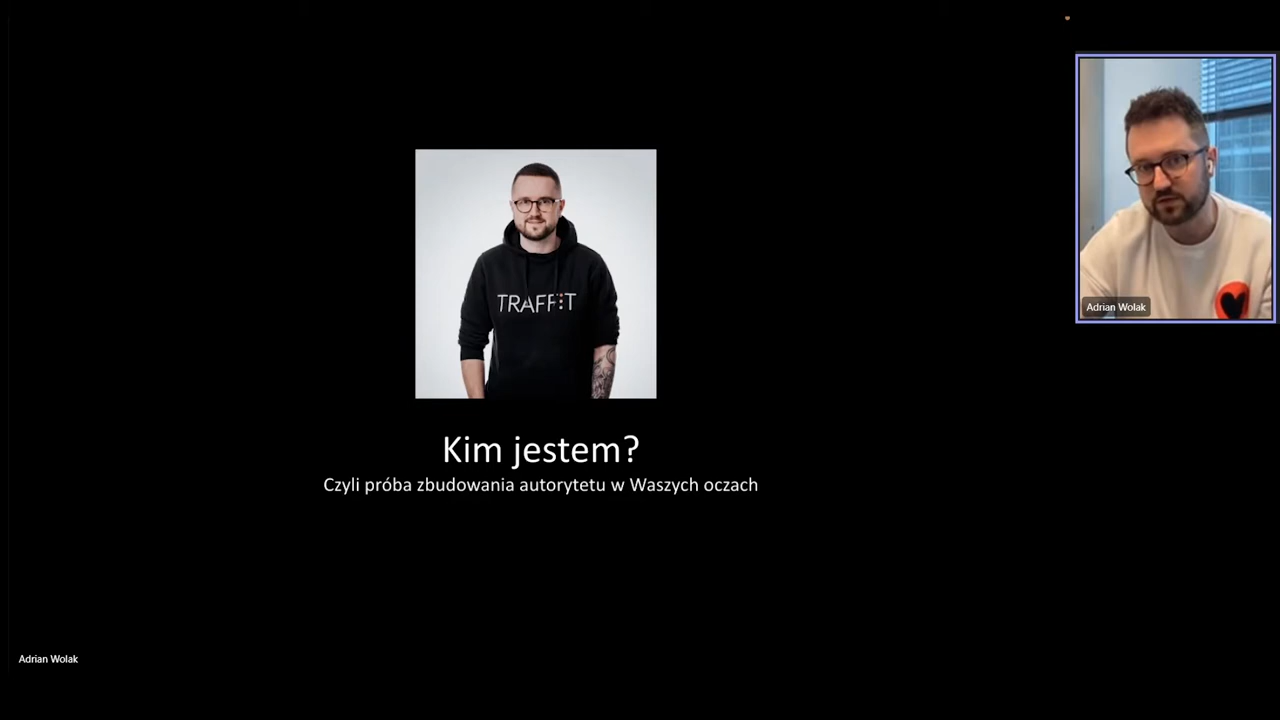 TRAFFIT
Kim jestem?
Czyli próba zbudowania autorytetu w Waszych oczach
Adrian Wolak
Adrian Wolak